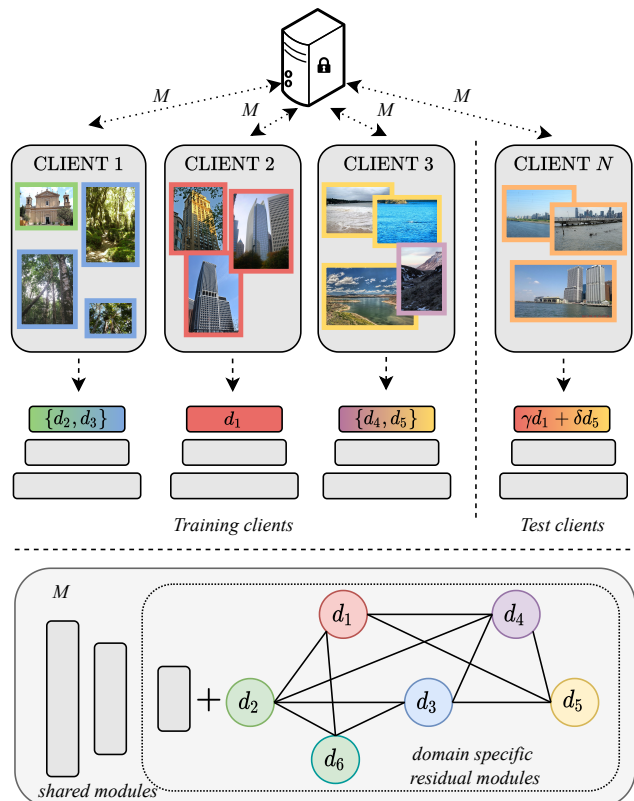 M
M
M
M
CLIENT 1
CLIENT 2
CLIENT 3
CLIENT N
{d₂, d₃}
d₁
{d₄, d₅}
γd₁ + δd₅
Training clients
Test clients
M
d₁
d₄
+
d₂
d₃
d₅
d₆
domain specific
residual modules
shared modules